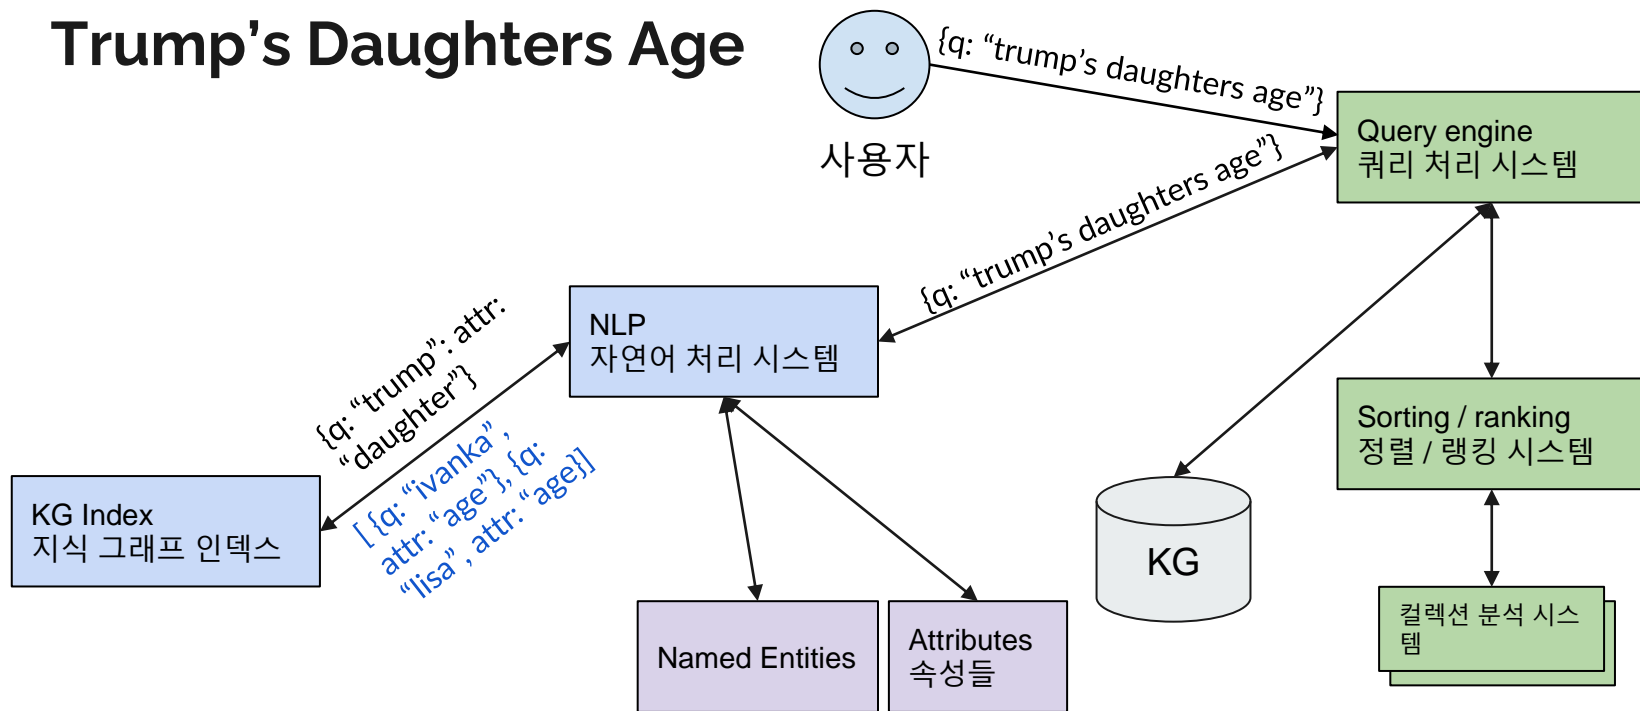 Trump’s Daughters Age
{q: “trump’s daughters age”}
사용자
Query engine
쿼리 처리 시스템
{q: “trump’s daughters age”}
NLP
자연어 처리 시스템
{q: “trump”: attr:
“daughter”}
[ {q: “ivanka”,
attr: “age”}, {q:
“lisa”, attr: “age}]
KG Index
지식 그래프 인덱스
Sorting / ranking
정렬 / 랭킹 시스템
KG
Named Entities
Attributes
속성들
컬렉션 분석 시스
템